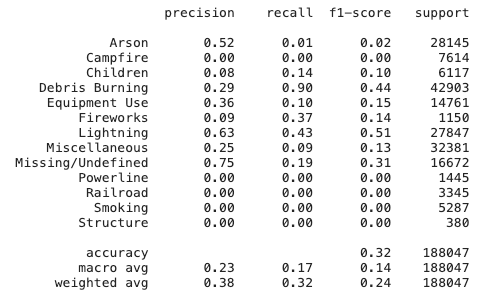 precision recall f1-score support
Arson 0.52 0.01 0.02 28145
Campfire 0.00 0.00 0.00 7614
Children 0.08 0.14 0.10 6117
Debris Burning 0.29 0.90 0.44 42903
Equipment Use 0.36 0.10 0.15 14761
Fireworks 0.09 0.37 0.14 1150
Lightning 0.63 0.43 0.51 27847
Miscellaneous 0.25 0.09 0.13 32381
Missing/Undefined 0.75 0.19 0.31 16672
Powerline 0.00 0.00 0.00 1445
Railroad 0.00 0.00 0.00 3345
Smoking 0.00 0.00 0.00 5287
Structure 0.00 0.00 0.00 380
accuracy 0.32 188047
macro avg 0.23 0.17 0.14 188047
weighted avg 0.38 0.32 0.24 188047